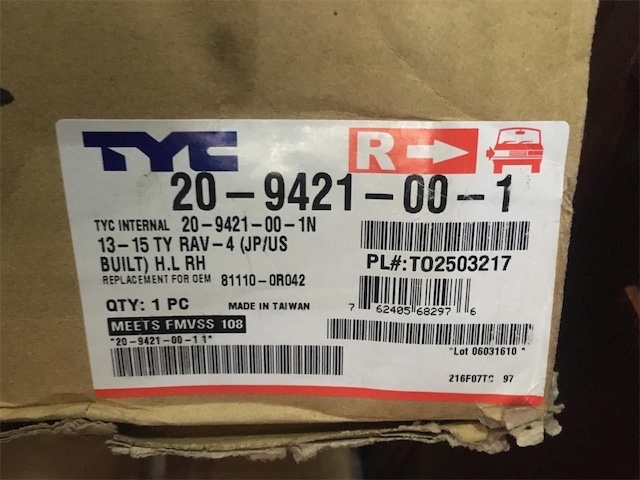 TYC
R
20-9421-00-1
TYC INTERNAL 20-9421-00-1N
13-15 TY RAV-4 (JP/US
BUILT) H.L RH
PL#:TO2503217
REPLACEMENT FOR OEM 81110-0R042
QTY: 1 PC MADE IN TAIWAN
7 62405 68297 6
MEETS FMVSS 108
*20-9421-00-1 1*
*Lot 06031610 *
216F07TC 97